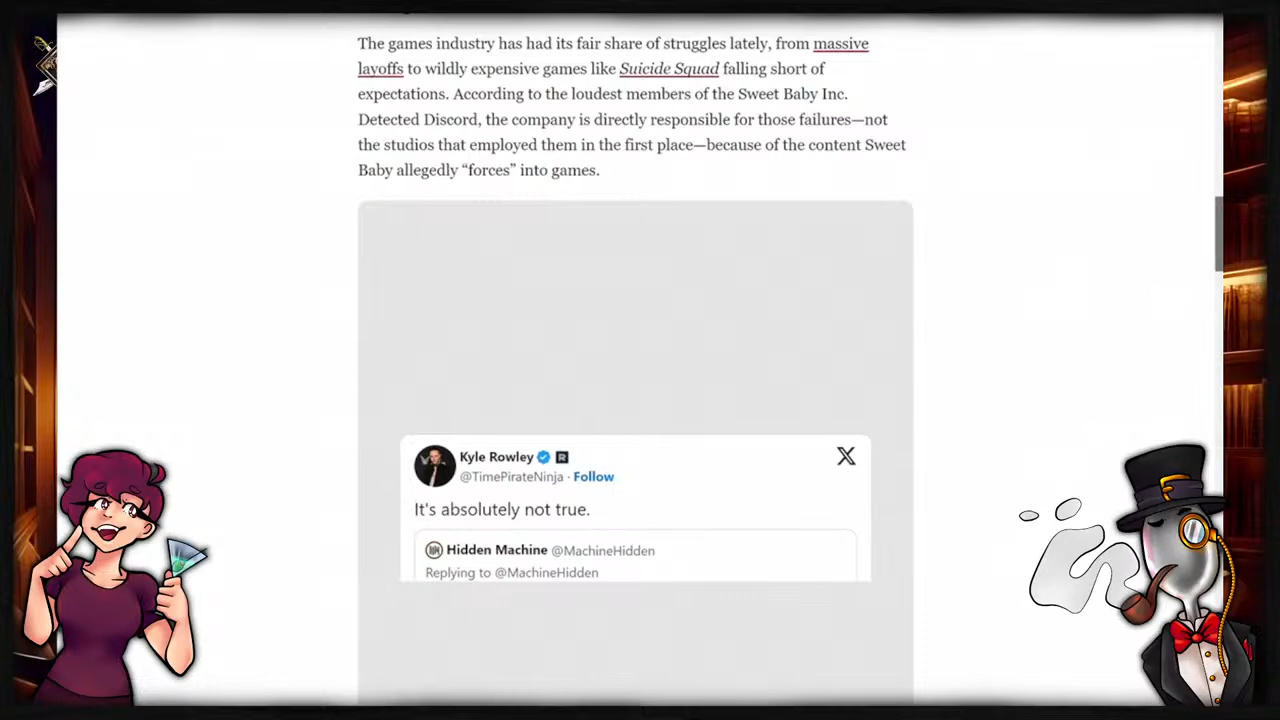 The games industry has had its fair share of struggles lately, from massive
layoffs to wildly expensive games like Suicide Squad falling short of
expectations. According to the loudest members of the Sweet Baby Inc.
Detected Discord, the company is directly responsible for those failures—not
the studios that employed them in the first place—because of the content Sweet
Baby allegedly “forces” into games.
Kyle Rowley
@TimePirateNinja · Follow
It's absolutely not true.
Hidden Machine @MachineHidden
Replying to @MachineHidden